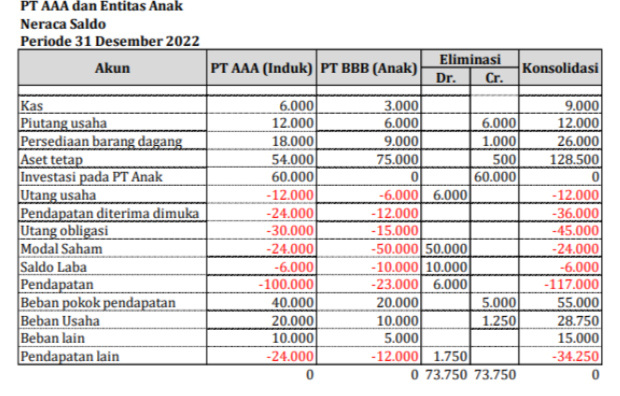 PT AAA dan Entitas Anak
Neraca Saldo
Periode 31 Desember 2022
Akun PT AAA (Induk) PT BBB (Anak) Eliminasi Konsolidasi
Dr. Cr.
Kas 6.000 3.000 9.000
Piutang usaha 12.000 6.000 6.000 12.000
Persediaan barang dagang 18.000 9.000 1.000 26.000
Aset tetap 54.000 75.000 500 128.500
Investasi pada PT Anak 60.000 0 60.000 0
Utang usaha -12.000 -6.000 6.000 -12.000
Pendapatan diterima dimuka -24.000 -12.000 -36.000
Utang obligasi -30.000 -15.000 -45.000
Modal Saham -24.000 -50.000 50.000 -24.000
Saldo Laba -6.000 -10.000 10.000 -6.000
Pendapatan -100.000 -23.000 6.000 -117.000
Beban pokok pendapatan 40.000 20.000 5.000 55.000
Beban Usaha 20.000 10.000 1.250 28.750
Beban lain 10.000 5.000 15.000
Pendapatan lain -24.000 -12.000 1.750 -34.250
0 0 73.750 73.750 0